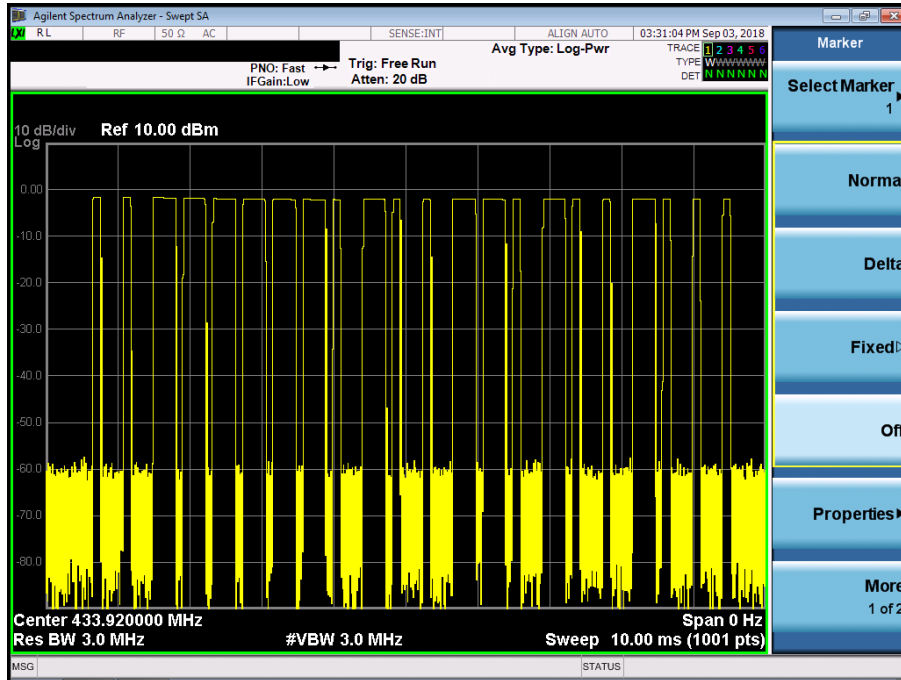 Agilent Spectrum Analyzer - Swept SA
LXI RL RF 50 Ω AC SENSE:INT ALIGN AUTO 03:31:04 PM Sep 03, 2018
Avg Type: Log-Pwr
TRACE 1 2 3 4 5 6
PNO: Fast Trig: Free Run
TYPE WWWWWW
IFGain:Low Atten: 20 dB
DET N N N N N N
10 dB/div Ref 10.00 dBm
Log
0.00
-10.0
-20.0
-30.0
-40.0
-50.0
-60.0
-70.0
-80.0
Center 433.920000 MHz Span 0 Hz
Res BW 3.0 MHz #VBW 3.0 MHz Sweep 10.00 ms (1001 pts)
MSG STATUS
Marker
Select Marker
1
Norma
Delta
Fixed
Off
Properties
More
1 of 2